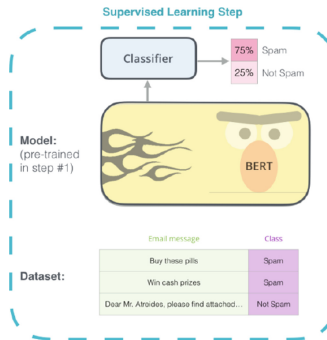 Supervised Learning Step
Classifier
75% Spam
25% Not Spam
Model:
(pre-trained
in step #1)
BERT
Email message Class
Buy these pills Spam
Win cash prizes Spam
Dear Mr. Atreides, please find attached... Not Spam
Dataset: